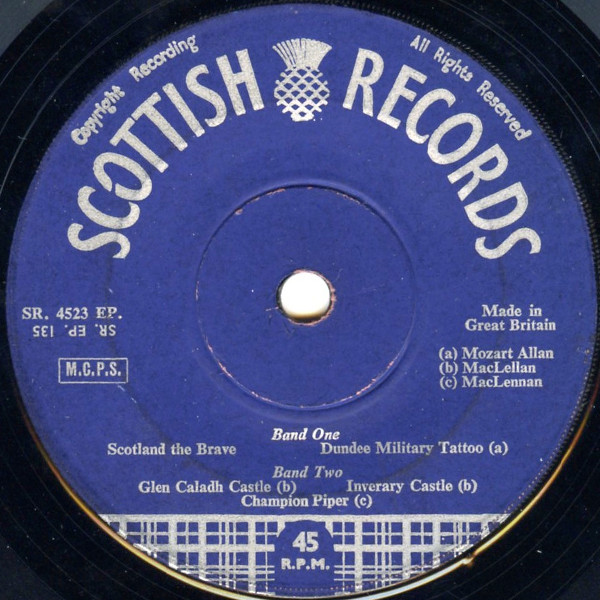 Copyright Recording
All Rights Reserved
SCOTTISH RECORDS
SR. 4523 EP.
SR. EP. 135
M.C.P.S.
Made in
Great Britain
(a) Mozart Allan
(b) MacLellan
(c) MacLennan
Band One
Scotland the Brave Dundee Military Tattoo (a)
Band Two
Glen Caladh Castle (b) Inverary Castle (b)
Champion Piper (c)
45
R.P.M.